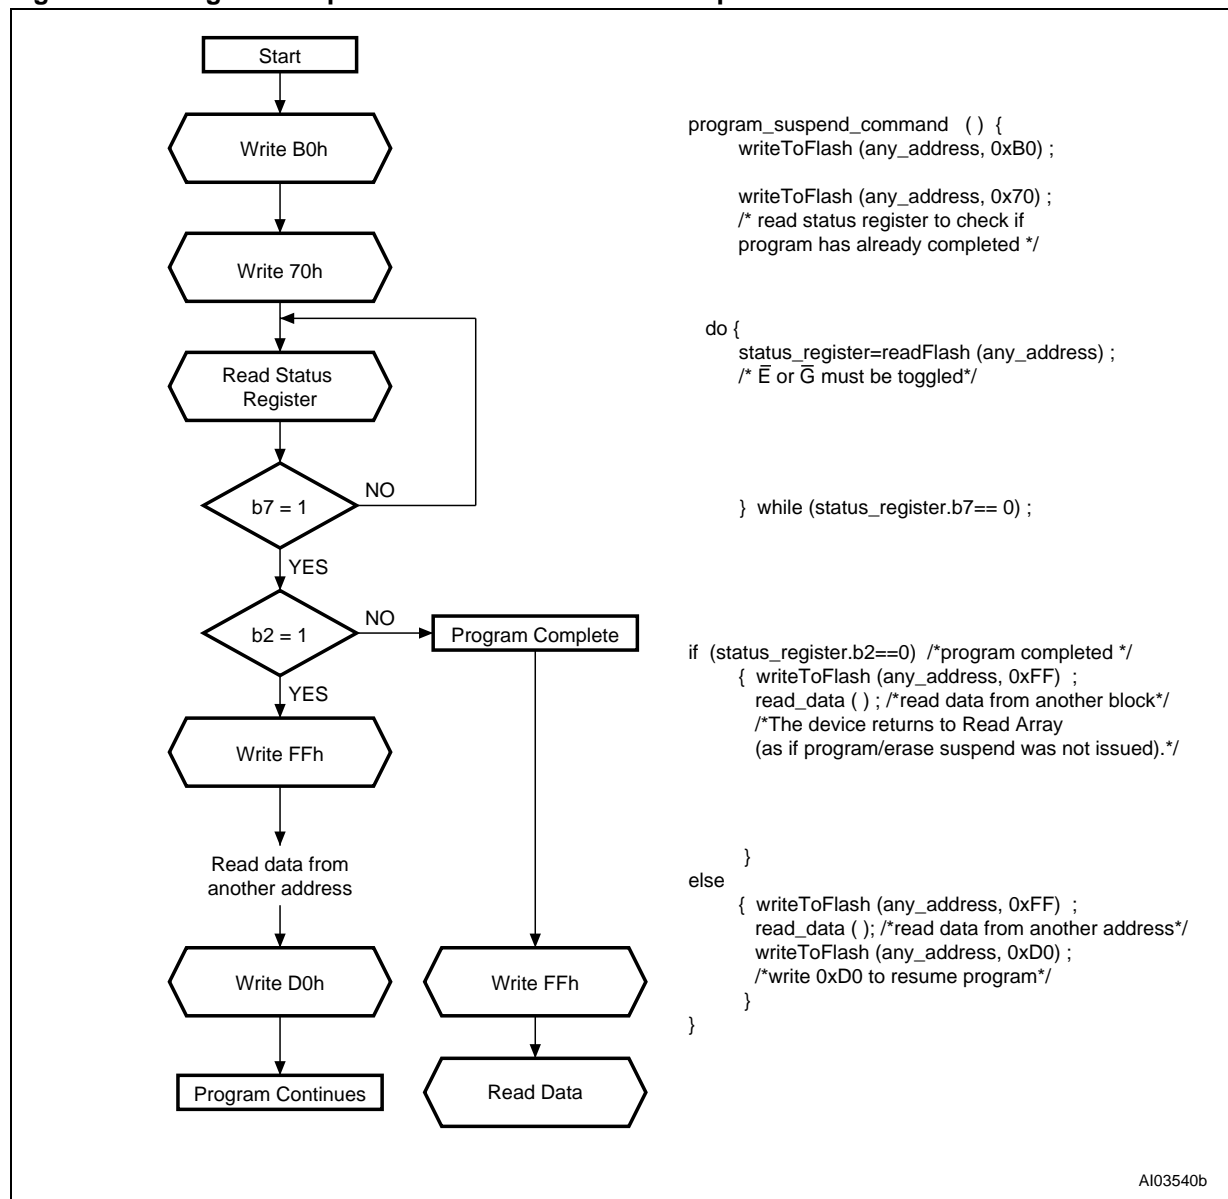 Start
Write B0h
Write 70h
Read Status
Register
b7 = 1
NO
YES
b2 = 1
NO
Program Complete
YES
Write FFh
Read data from
another address
Write D0h
Write FFh
Program Continues
Read Data
program_suspend_command ( ) {
writeToFlash (any_address, 0xB0) ;
writeToFlash (any_address, 0x70) ;
/* read status register to check if
program has already completed */
do {
status_register=readFlash (any_address) ;
/* E̅ or G̅ must be toggled*/
} while (status_register.b7== 0) ;
if (status_register.b2==0) /*program completed */
{ writeToFlash (any_address, 0xFF) ;
read_data ( ) ; /*read data from another block*/
/*The device returns to Read Array
(as if program/erase suspend was not issued).*/
}
else
{ writeToFlash (any_address, 0xFF) ;
read_data ( ); /*read data from another address*/
writeToFlash (any_address, 0xD0) ;
/*write 0xD0 to resume program*/
}
}
AI03540b